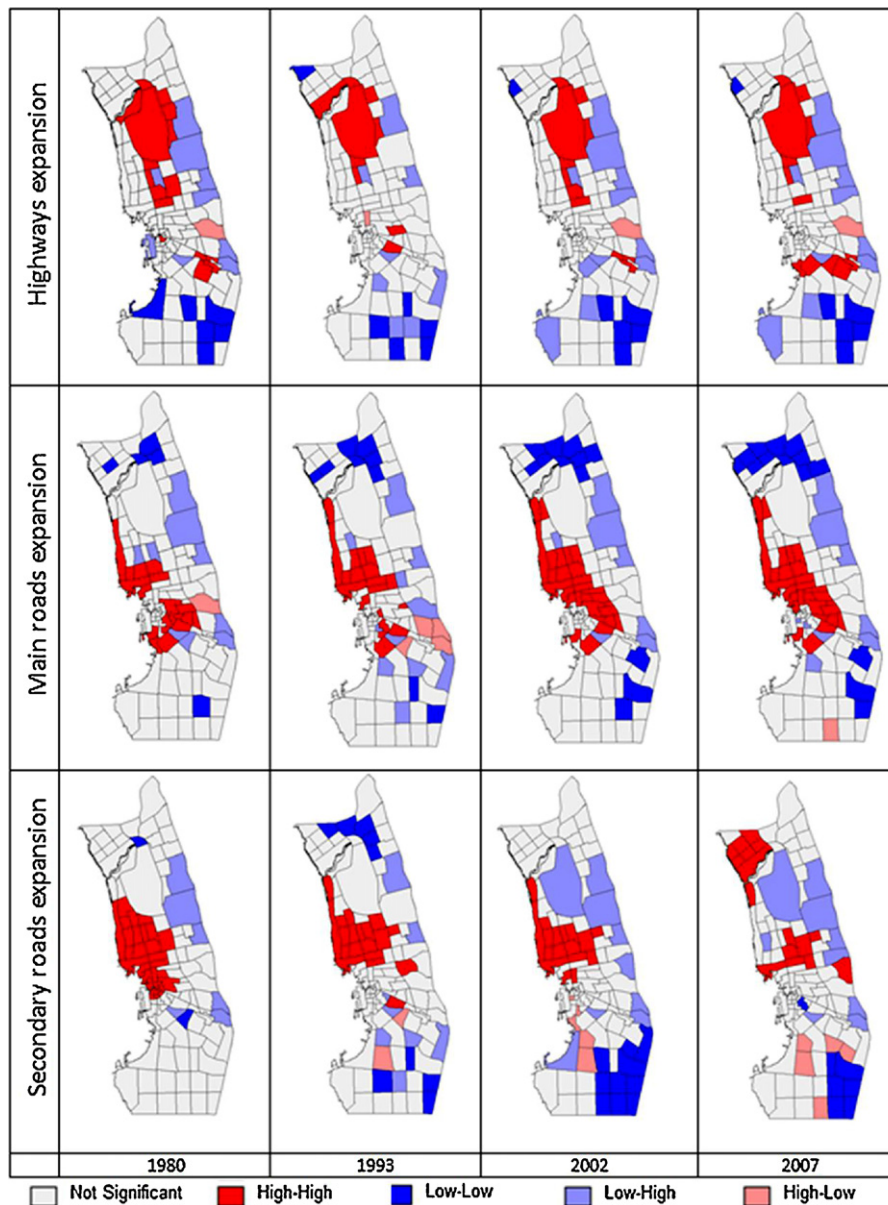 Highways expansion
Main roads expansion
Secondary roads expansion
1980 1993 2002 2007
Not Significant High-High Low-Low Low-High High-Low